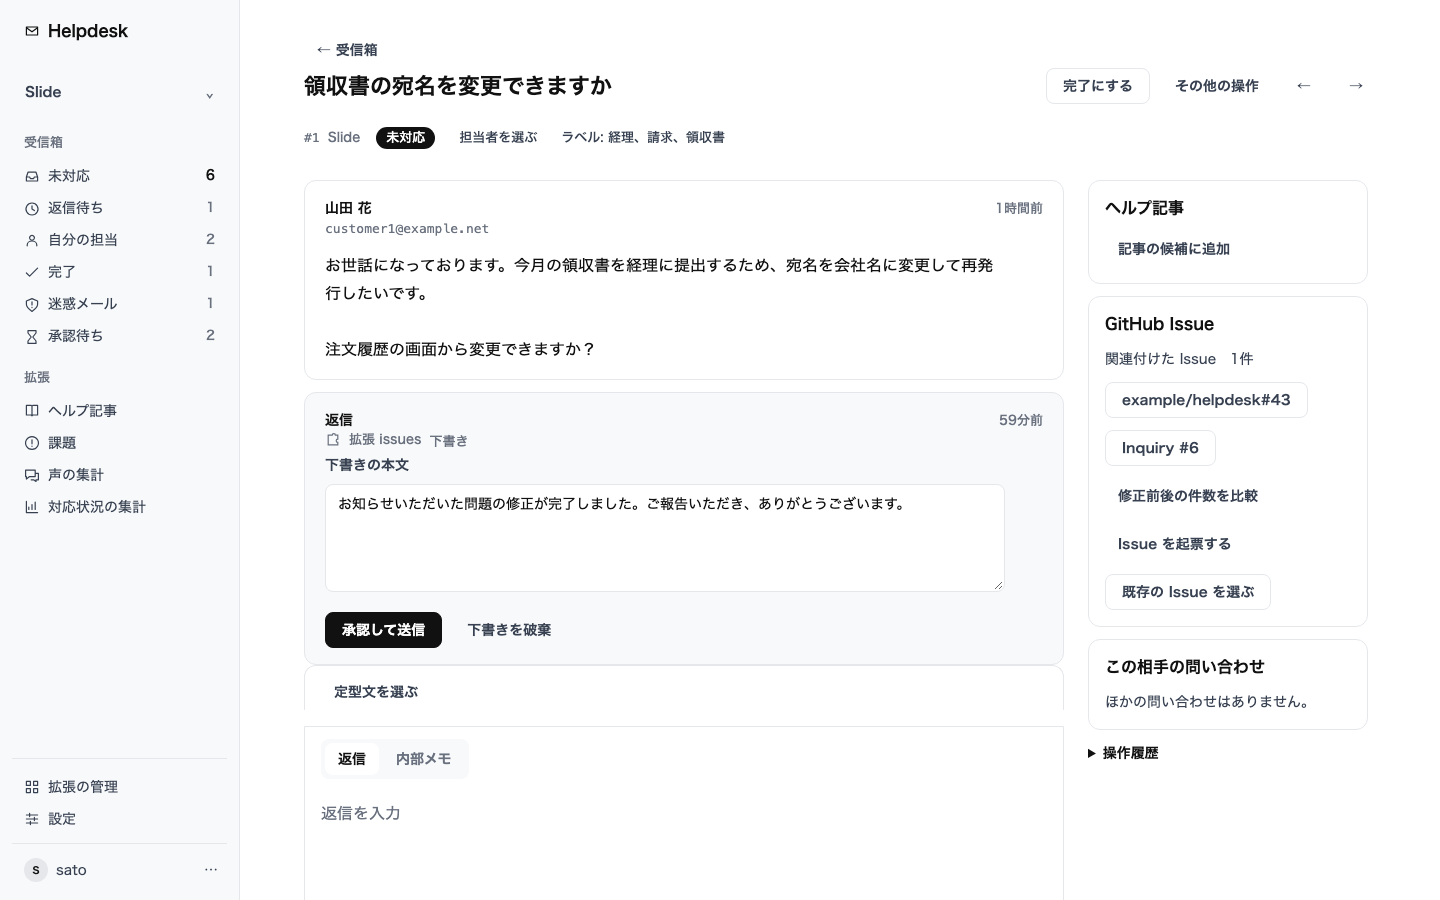 Helpdesk
Slide
受信箱
未対応 6
返信待ち 1
自分の担当 2
完了 1
迷惑メール 1
承認待ち 2
拡張
ヘルプ記事
課題
声の集計
対応状況の集計
拡張の管理
設定
S sato ...
← 受信箱
領収書の宛名を変更できますか
完了にする その他の操作 ← →
#1 Slide 未対応 担当者を選ぶ ラベル: 経理、請求、領収書
山田 花 1時間前
customer1@example.net
お世話になっております。今月の領収書を経理に提出するため、宛名を会社名に変更して再発
行したいです。
注文履歴の画面から変更できますか？
返信 59分前
拡張 issues 下書き
下書きの本文
お知らせいただいた問題の修正が完了しました。ご報告いただき、ありがとうございます。
承認して送信 下書きを破棄
定型文を選ぶ
返信 内部メモ
返信を入力
ヘルプ記事
記事の候補に追加
GitHub Issue
関連付けた Issue 1件
example/helpdesk#43
Inquiry #6
修正前後の件数を比較
Issue を起票する
既存の Issue を選ぶ
この相手の問い合わせ
ほかの問い合わせはありません。
▶ 操作履歴